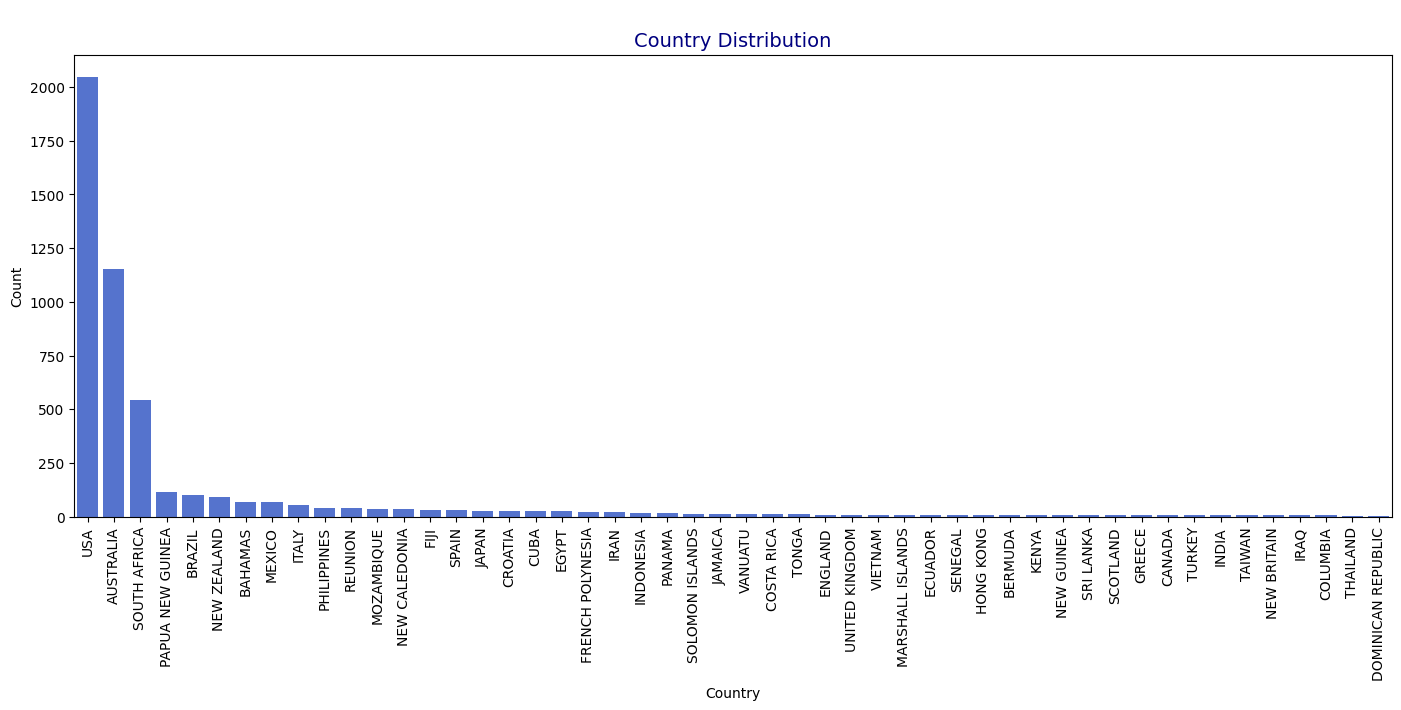 Country Distribution
Count
2000
1750
1500
1250
1000
750
500
250
0
USA
AUSTRALIA
SOUTH AFRICA
PAPUA NEW GUINEA
BRAZIL
NEW ZEALAND
BAHAMAS
MEXICO
ITALY
PHILIPPINES
REUNION
MOZAMBIQUE
NEW CALEDONIA
FIJI
SPAIN
JAPAN
CROATIA
CUBA
EGYPT
FRENCH POLYNESIA
IRAN
INDONESIA
PANAMA
SOLOMON ISLANDS
JAMAICA
VANUATU
COSTA RICA
TONGA
ENGLAND
UNITED KINGDOM
VIETNAM
MARSHALL ISLANDS
ECUADOR
SENEGAL
HONG KONG
BERMUDA
KENYA
NEW GUINEA
SRI LANKA
SCOTLAND
GREECE
CANADA
TURKEY
INDIA
TAIWAN
NEW BRITAIN
IRAQ
COLUMBIA
THAILAND
DOMINICAN REPUBLIC
Country